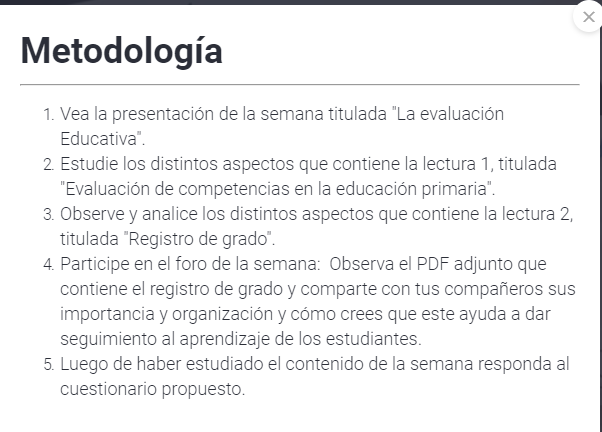 Metodología
1. Vea la presentación de la semana titulada "La evaluación
Educativa".
2. Estudie los distintos aspectos que contiene la lectura 1, titulada
"Evaluación de competencias en la educación primaria".
3. Observe y analice los distintos aspectos que contiene la lectura 2,
titulada "Registro de grado".
4. Participe en el foro de la semana:  Observa el PDF adjunto que
contiene el registro de grado y comparte con tus compañeros sus
importancia y organización y cómo crees que este ayuda a dar
seguimiento al aprendizaje de los estudiantes.
5. Luego de haber estudiado el contenido de la semana responda al
cuestionario propuesto.